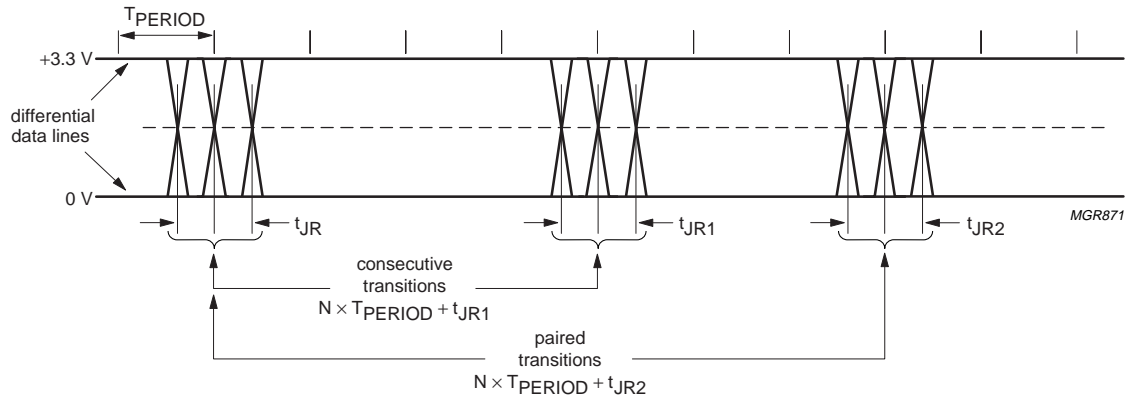 TPERIOD
+3.3 V
differential
data lines
0 V
tJR
tJR1
tJR2
MGR871
consecutive
transitions
N × TPERIOD + tJR1
paired
transitions
N × TPERIOD + tJR2